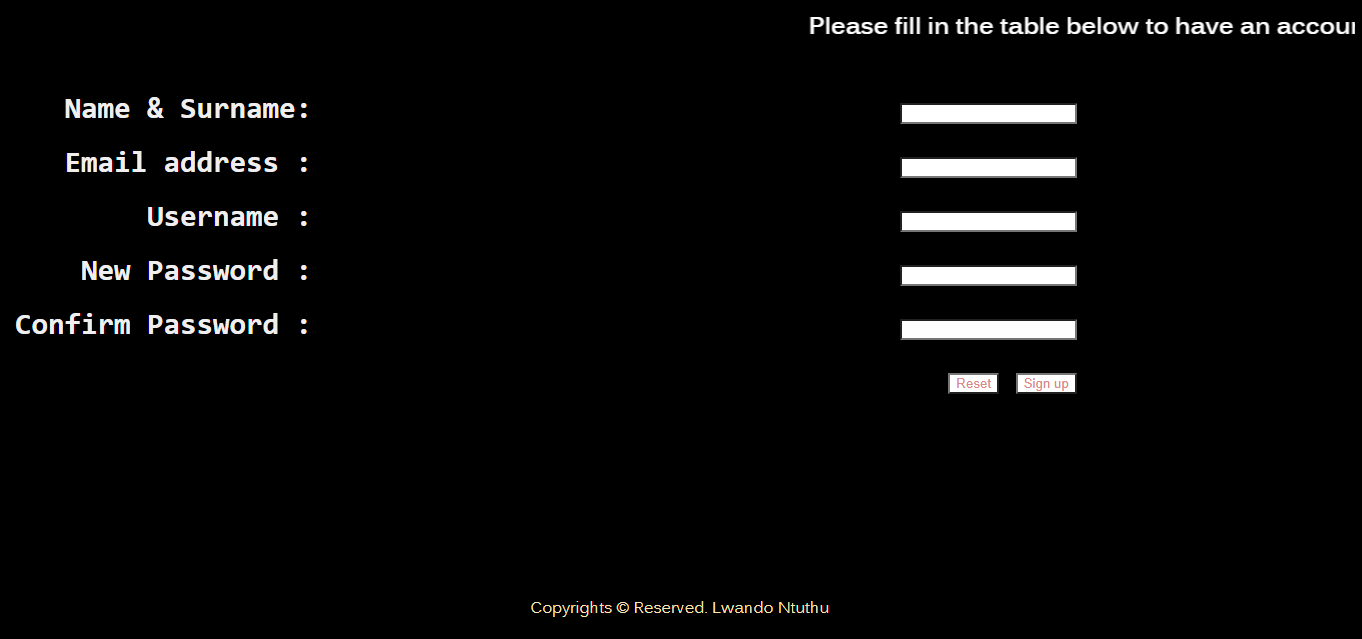 Please fill in the table below to have an accou
Name & Surname:
Email address :
Username :
New Password :
Confirm Password :
Reset Sign up
Copyrights © Reserved. Lwando Ntuthu